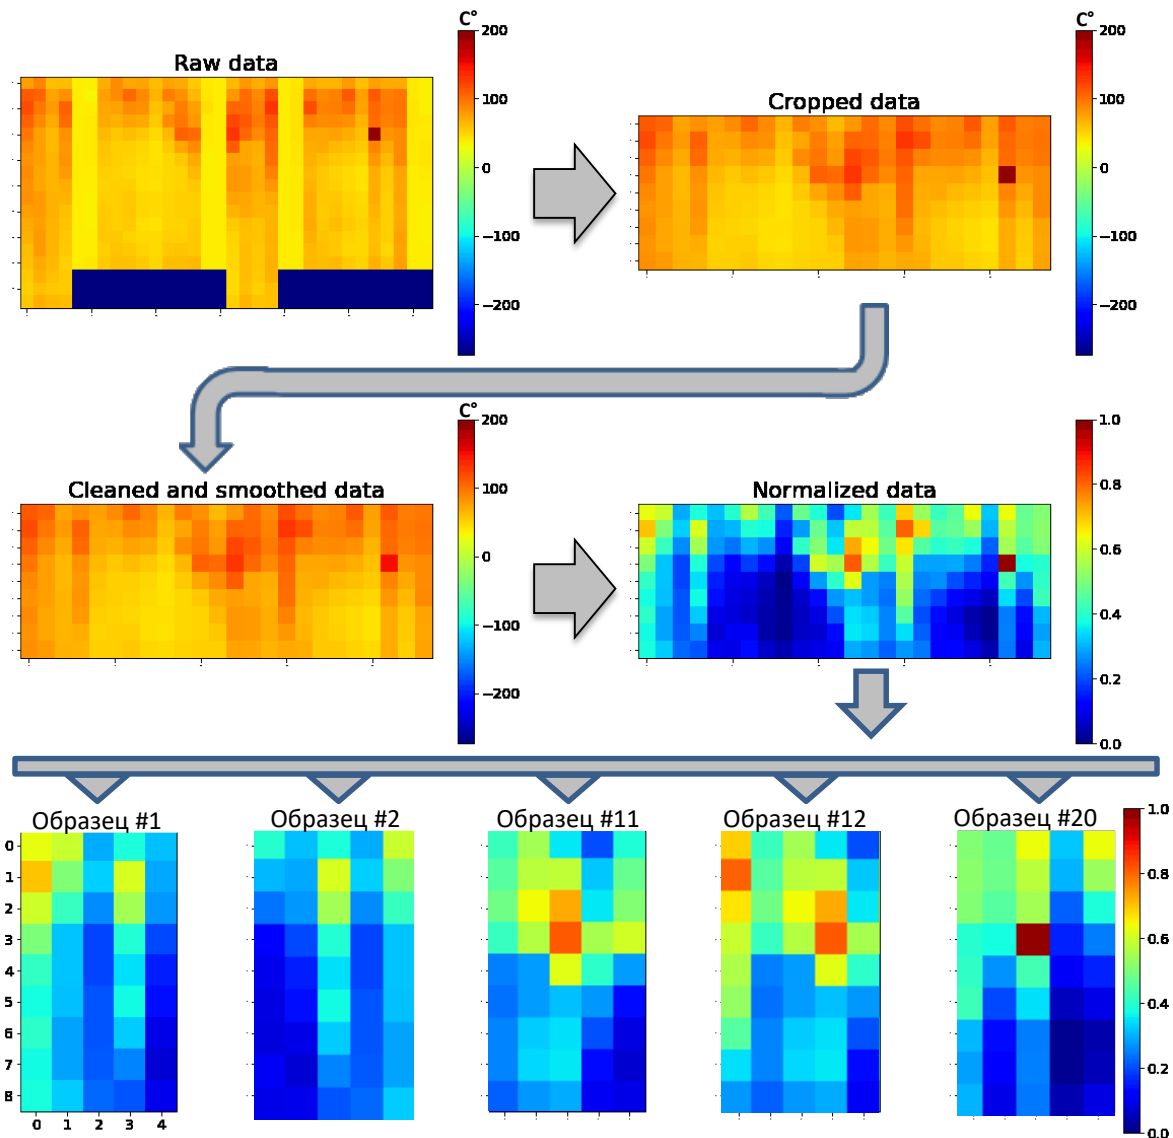 C°
C°
Raw data
200
100
0
−100
−200
Cropped data
200
100
0
−100
−200
C°
Cleaned and smoothed data
200
100
0
−100
−200
Normalized data
1.0
0.8
0.6
0.4
0.2
0.0
Образец #1
Образец #2
Образец #11
Образец #12
Образец #20
0
1
2
3
4
5
6
7
8
0 1 2 3 4
1.0
0.8
0.6
0.4
0.2
0.0